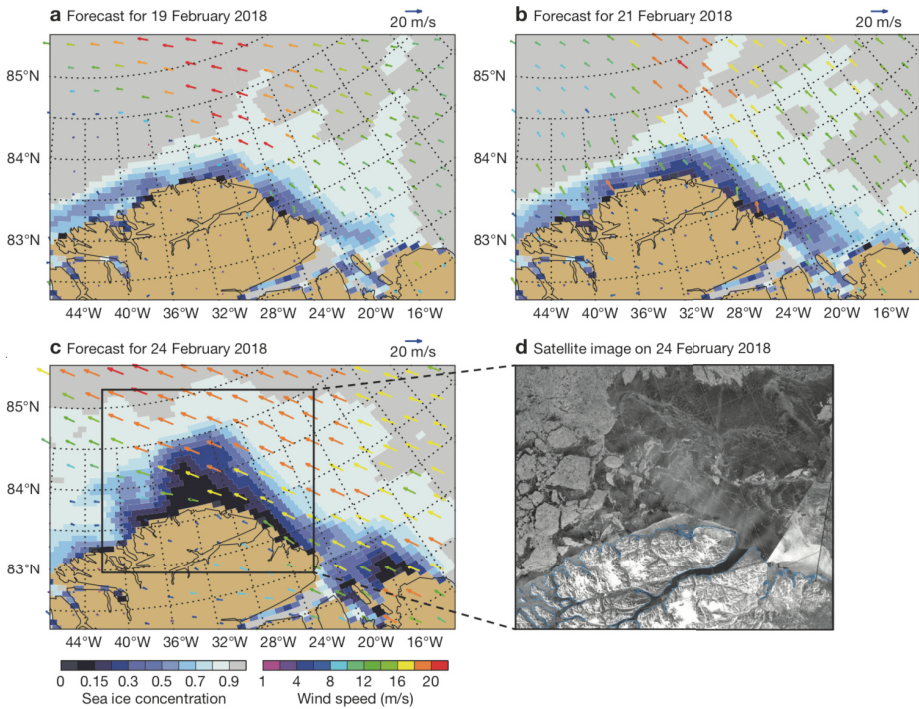 a Forecast for 19 February 2018
20 m/s
85°N
84°N
83°N
44°W 40°W 36°W 32°W 28°W 24°W 20°W 16°W
b Forecast for 21 February 2018
20 m/s
85°N
84°N
83°N
44°W 40°W 36°W 32°W 28°W 24°W 20°W 16°W
c Forecast for 24 February 2018
20 m/s
85°N
84°N
83°N
44°W 40°W 36°W 32°W 28°W 24°W 20°W 16°W
d Satellite image on 24 February 2018
0 0.15 0.3 0.5 0.7 0.9
Sea ice concentration
1 4 8 12 16 20
Wind speed (m/s)